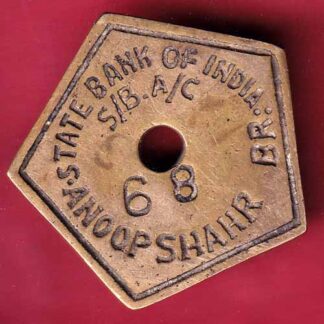 STATE BANK OF INDIA.
S/B. A/C
68
ANOOPSHAHR BR.